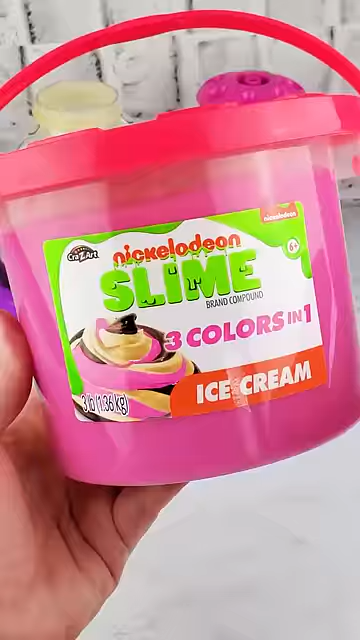 nickelodeon
Cra-Z-Art
nickelodeon
6+
SLIME
BRAND COMPOUND
3 COLORS IN 1
ICE CREAM
3 lb (1.36 kg)